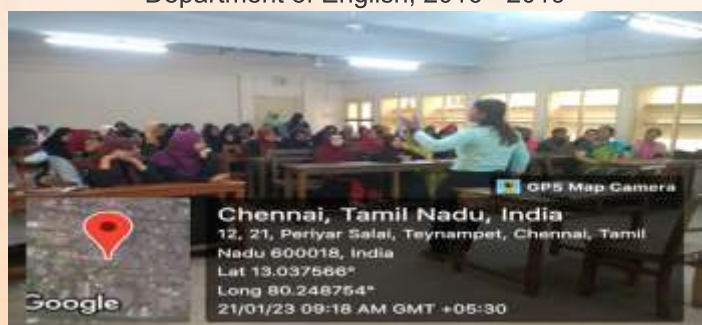 Department of English, 2016 - 2019
GPS Map Camera
Chennai, Tamil Nadu, India
12, 21, Periyar Salai, Teynampet, Chennai, Tamil
Nadu 600018, India
Lat 13.037566°
Long 80.248754°
21/01/23 09:18 AM GMT +05:30
Google